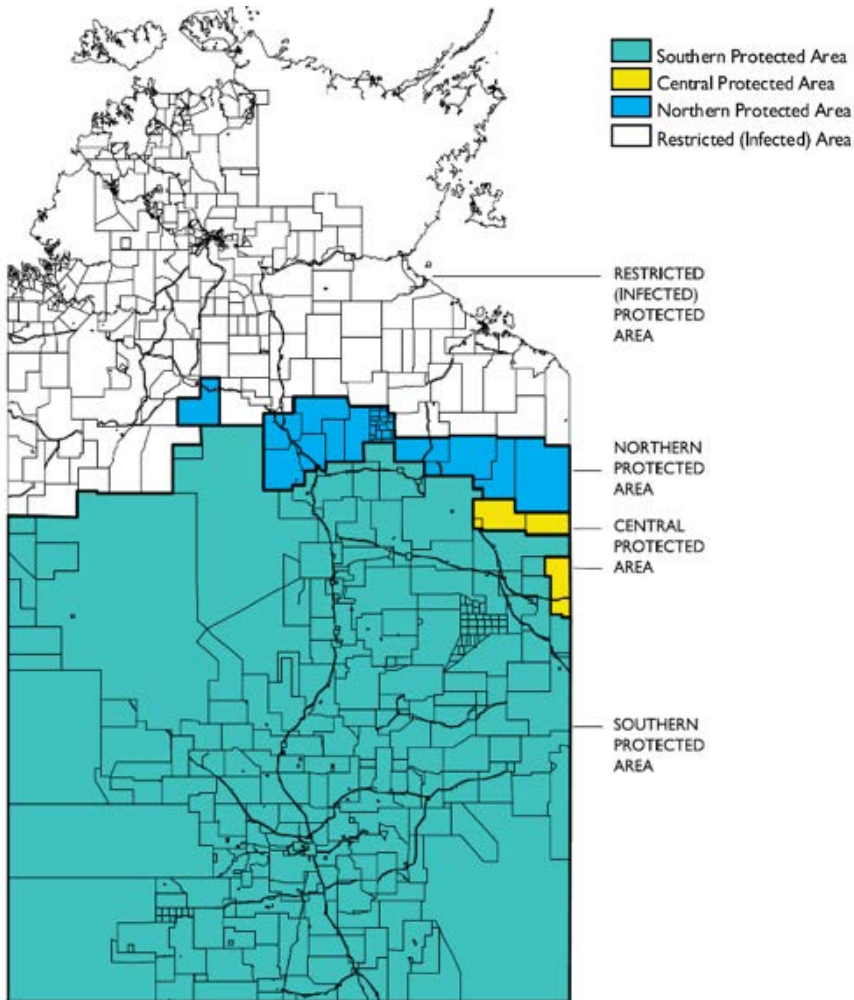 Southern Protected Area
Central Protected Area
Northern Protected Area
Restricted (Infected) Area
RESTRICTED
(INFECTED)
PROTECTED
AREA
NORTHERN
PROTECTED
AREA
CENTRAL
PROTECTED
AREA
SOUTHERN
PROTECTED
AREA